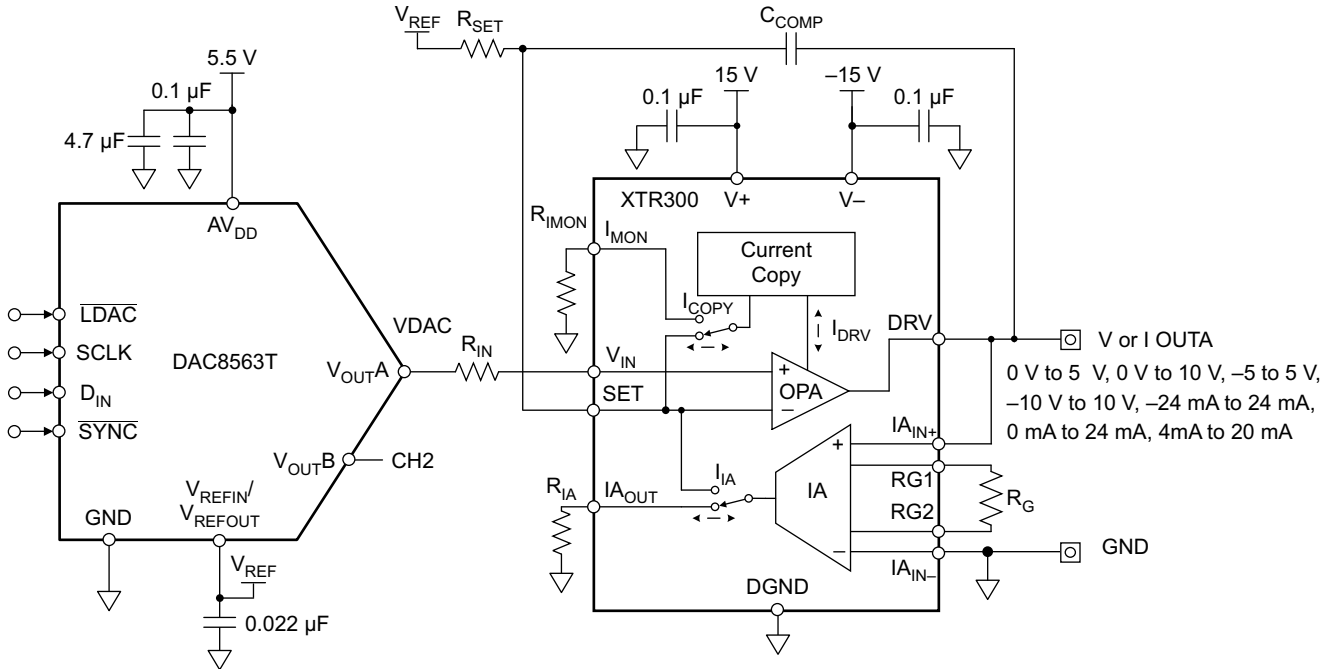 V_REF
R_SET
C_COMP
5.5 V
0.1 µF
4.7 µF
15 V
–15 V
0.1 µF
0.1 µF
AV_DD
XTR300
V+
V–
R_IMON
I_MON
Current
Copy
I_COPY
I_DRV
DRV
LDAC
SCLK
D_IN
SYNC
DAC8563T
VDAC
V_OUTA
R_IN
V_IN
SET
+
OPA
–
V or I OUTA
0 V to 5 V, 0 V to 10 V, –5 to 5 V,
–10 V to 10 V, –24 mA to 24 mA,
0 mA to 24 mA, 4mA to 20 mA
V_OUTB
CH2
IA_IN+
+
RG1
I_IA
IA
R_G
RG2
R_IA
IA_OUT
–
IA_IN–
GND
GND
V_REFIN/
V_REFOUT
V_REF
0.022 µF
DGND